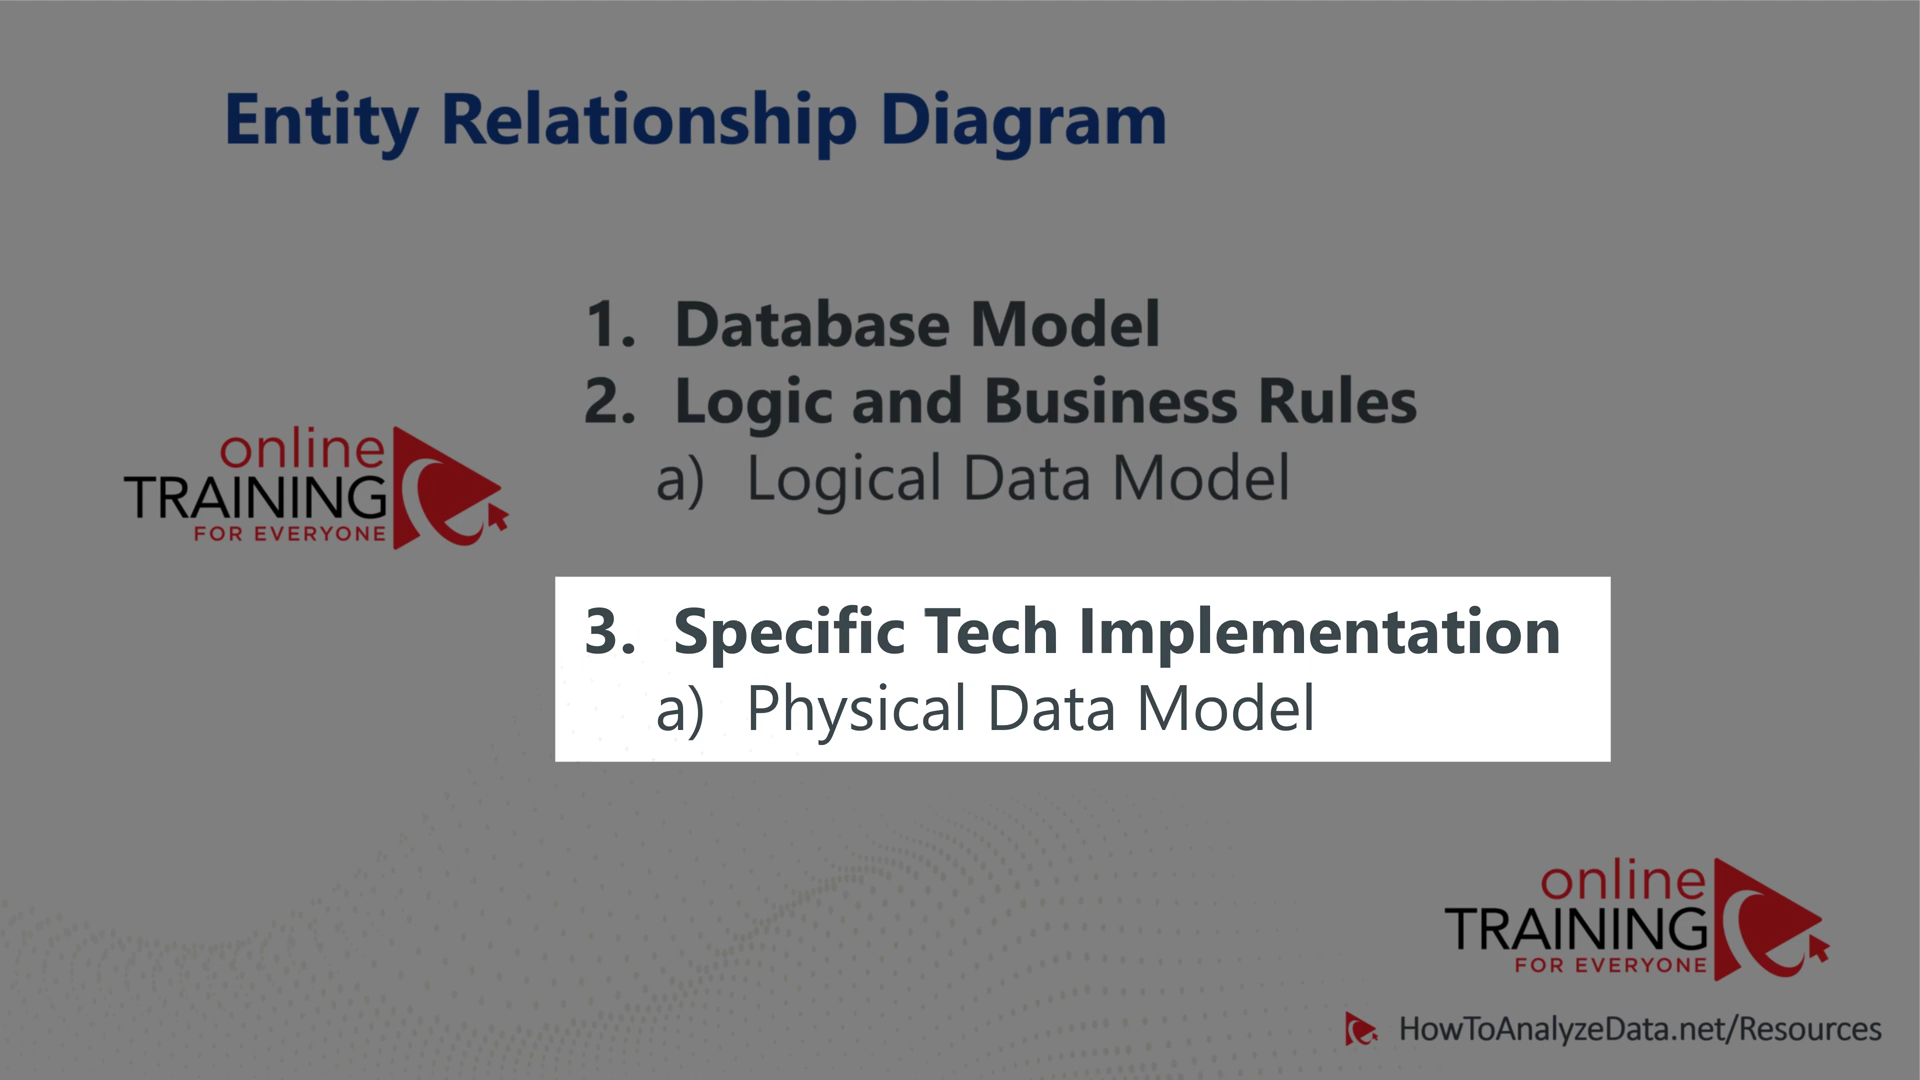 Entity Relationship Diagram
1. Database Model
2. Logic and Business Rules
a) Logical Data Model
online
TRAINING
FOR EVERYONE
3. Specific Tech Implementation
a) Physical Data Model
online
TRAINING
FOR EVERYONE
HowToAnalyzeData.net/Resources